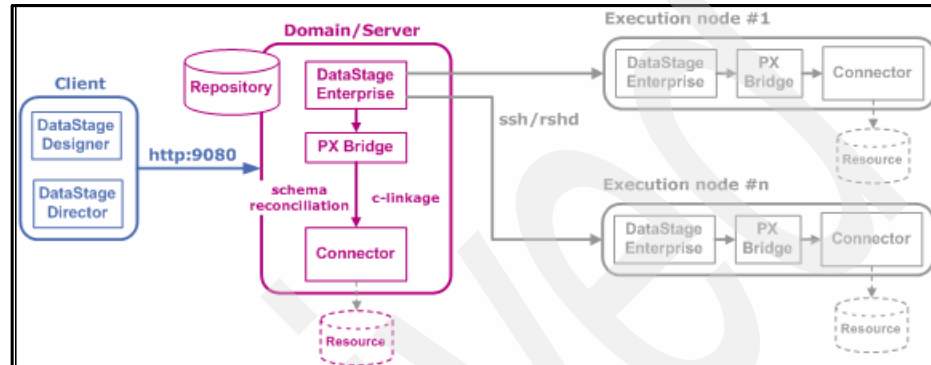 Client
DataStage
Designer
DataStage
Director
http:9080
Domain/Server
Repository
DataStage
Enterprise
PX Bridge
schema
reconciliation
c-linkage
Connector
Resource
ssh/rshd
Execution node #1
DataStage
Enterprise
PX
Bridge
Connector
Resource
Execution node #n
DataStage
Enterprise
PX
Bridge
Connector
Resource